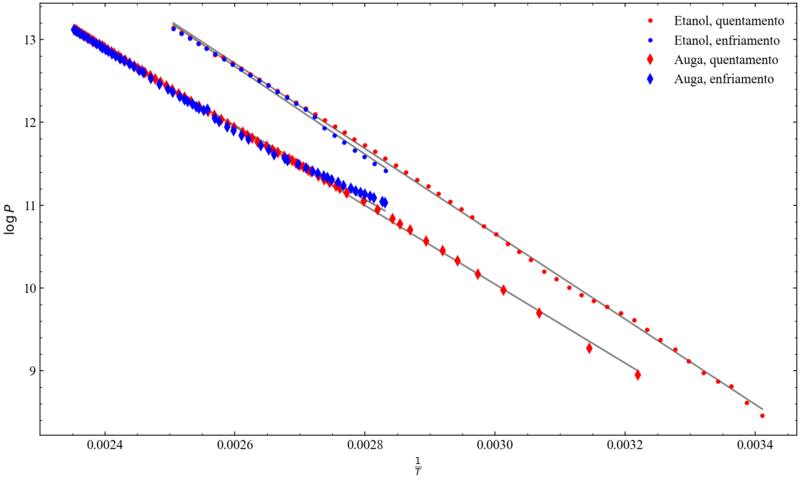 Etanol, quentamento
Etanol, enfriamento
Auga, quentamento
Auga, enfriamento
log P
13
12
11
10
9
0.0024
0.0026
0.0028
0.0030
0.0032
0.0034
1
T